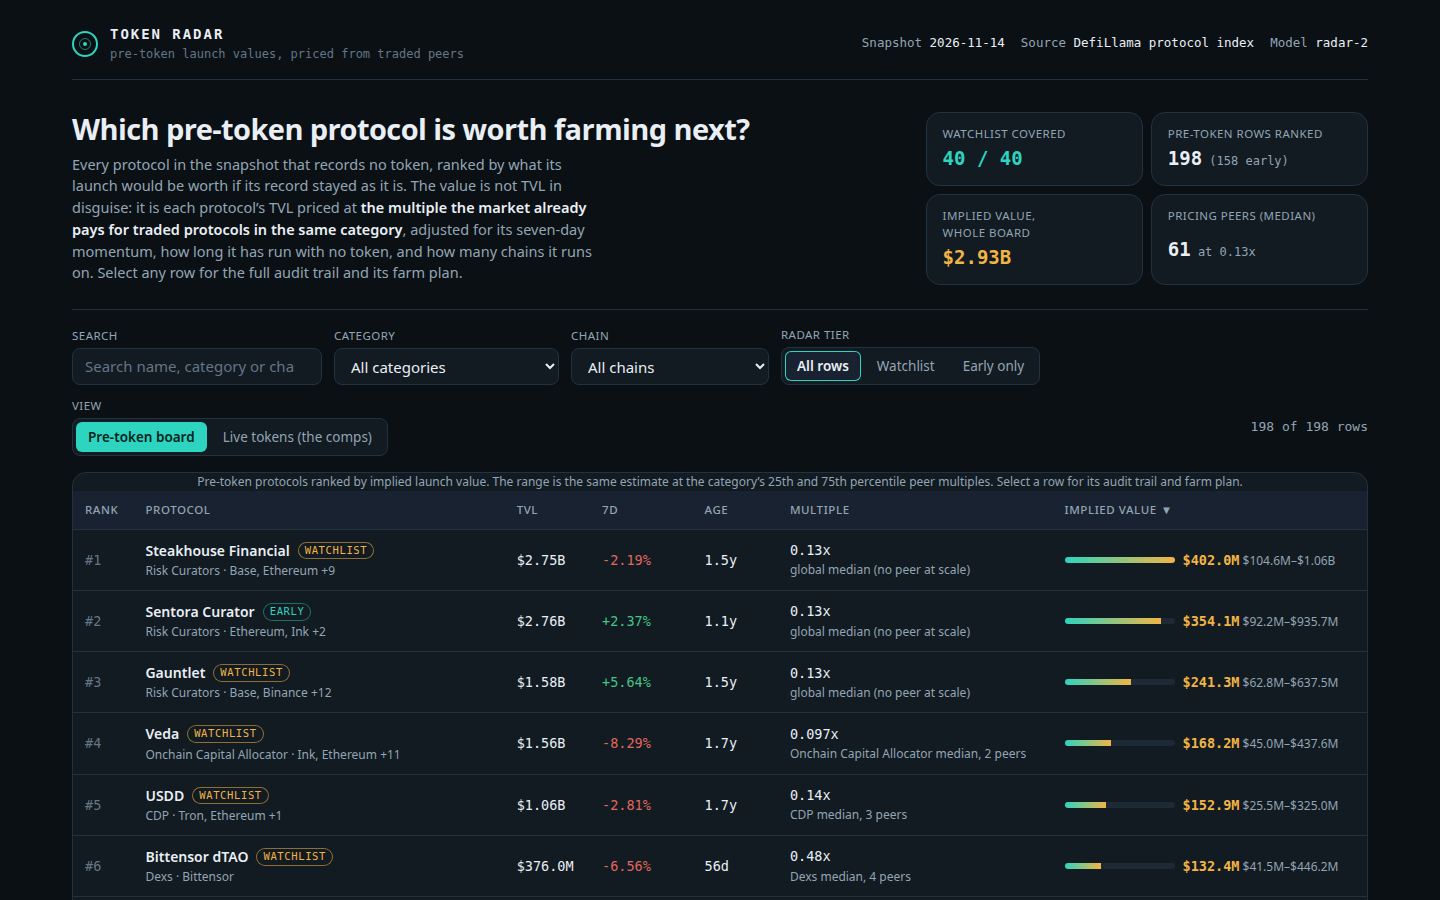 TOKEN RADAR
pre-token launch values, priced from traded peers
Snapshot 2026-11-14 Source DefiLlama protocol index Model radar-2
Which pre-token protocol is worth farming next?
Every protocol in the snapshot that records no token, ranked by what its
launch would be worth if its record stayed as it is. The value is not TVL in
disguise: it is each protocol's TVL priced at the multiple the market already
pays for traded protocols in the same category, adjusted for its seven-day
momentum, how long it has run with no token, and how many chains it runs
on. Select any row for the full audit trail and its farm plan.
WATCHLIST COVERED
40 / 40
PRE-TOKEN ROWS RANKED
198 (158 early)
IMPLIED VALUE,
WHOLE BOARD
$2.93B
PRICING PEERS (MEDIAN)
61 at 0.13x
SEARCH
Search name, category or cha
CATEGORY
All categories
CHAIN
All chains
RADAR TIER
All rows Watchlist Early only
VIEW
Pre-token board Live tokens (the comps)
198 of 198 rows
Pre-token protocols ranked by implied launch value. The range is the same estimate at the category's 25th and 75th percentile peer multiples. Select a row for its audit trail and farm plan.
RANK PROTOCOL TVL 7D AGE MULTIPLE IMPLIED VALUE ▼
#1 Steakhouse Financial WATCHLIST $2.75B -2.19% 1.5y 0.13x $402.0M $104.6M–$1.06B
Risk Curators · Base, Ethereum +9 global median (no peer at scale)
#2 Sentora Curator EARLY $2.76B +2.37% 1.1y 0.13x $354.1M $92.2M–$935.7M
Risk Curators · Ethereum, Ink +2 global median (no peer at scale)
#3 Gauntlet WATCHLIST $1.58B +5.64% 1.5y 0.13x $241.3M $62.8M–$637.5M
Risk Curators · Base, Binance +12 global median (no peer at scale)
#4 Veda WATCHLIST $1.56B -8.29% 1.7y 0.097x $168.2M $45.0M–$437.6M
Onchain Capital Allocator · Ink, Ethereum +11 Onchain Capital Allocator median, 2 peers
#5 USDD WATCHLIST $1.06B -2.81% 1.7y 0.14x $152.9M $25.5M–$325.0M
CDP · Tron, Ethereum +1 CDP median, 3 peers
#6 Bittensor dTAO WATCHLIST $376.0M -6.56% 56d 0.48x $132.4M $41.5M–$446.2M
Dexs · Bittensor Dexs median, 4 peers